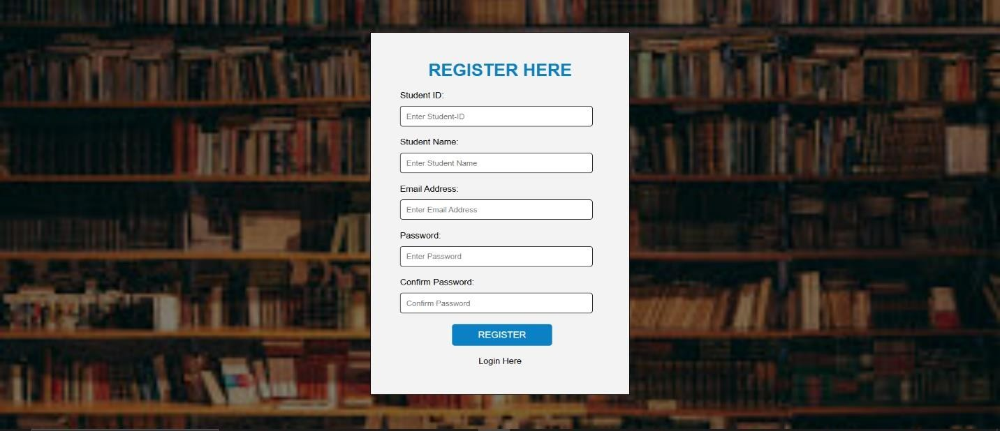 REGISTER HERE
Student ID:
Enter Student-ID
Student Name:
Enter Student Name
Email Address:
Enter Email Address
Password:
Enter Password
Confirm Password:
Confirm Password
REGISTER
Login Here